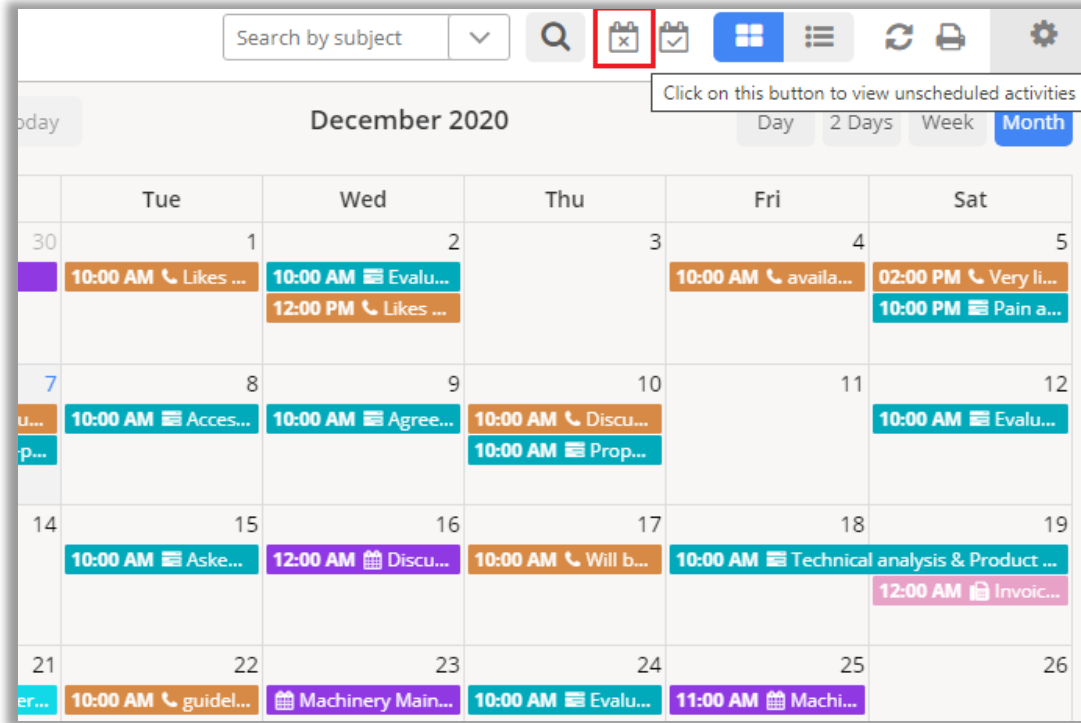 Search by subject
Click on this button to view unscheduled activities
oday
December 2020
Day
2 Days
Week
Month
Tue
Wed
Thu
Fri
Sat
30
1
2
3
4
5
10:00 AM Likes ...
10:00 AM Evalu...
10:00 AM availa...
02:00 PM Very li...
12:00 PM Likes ...
10:00 PM Pain a...
7
8
9
10
11
12
u...
10:00 AM Acces...
10:00 AM Agree...
10:00 AM Discu...
10:00 AM Evalu...
-p...
10:00 AM Prop...
14
15
16
17
18
19
10:00 AM Aske...
12:00 AM Discu...
10:00 AM Will b...
10:00 AM Technical analysis & Product ...
12:00 AM Invoic...
21
22
23
24
25
26
er...
10:00 AM guidel...
Machinery Main...
10:00 AM Evalu...
11:00 AM Machi...